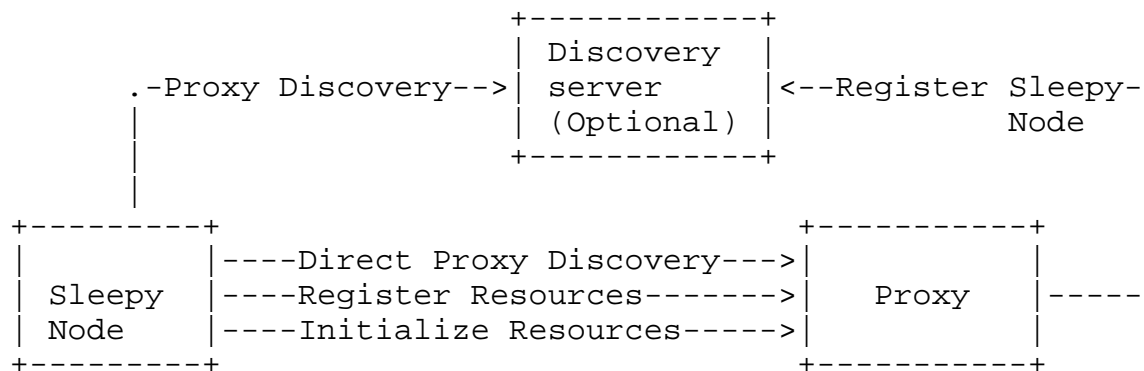 +-------------+
                                |  Discovery  |
       .-Proxy Discovery-->|  server     |<--Register Sleepy-
       |                        |  (Optional) |            Node
       |                        +-------------+
       |
+---------+                                    +-----------+
|         |----Direct Proxy Discovery--->|           |
|  Sleepy |----Register Resources------->|   Proxy   |-----
|  Node   |----Initialize Resources----->|           |
+---------+                                    +-----------+